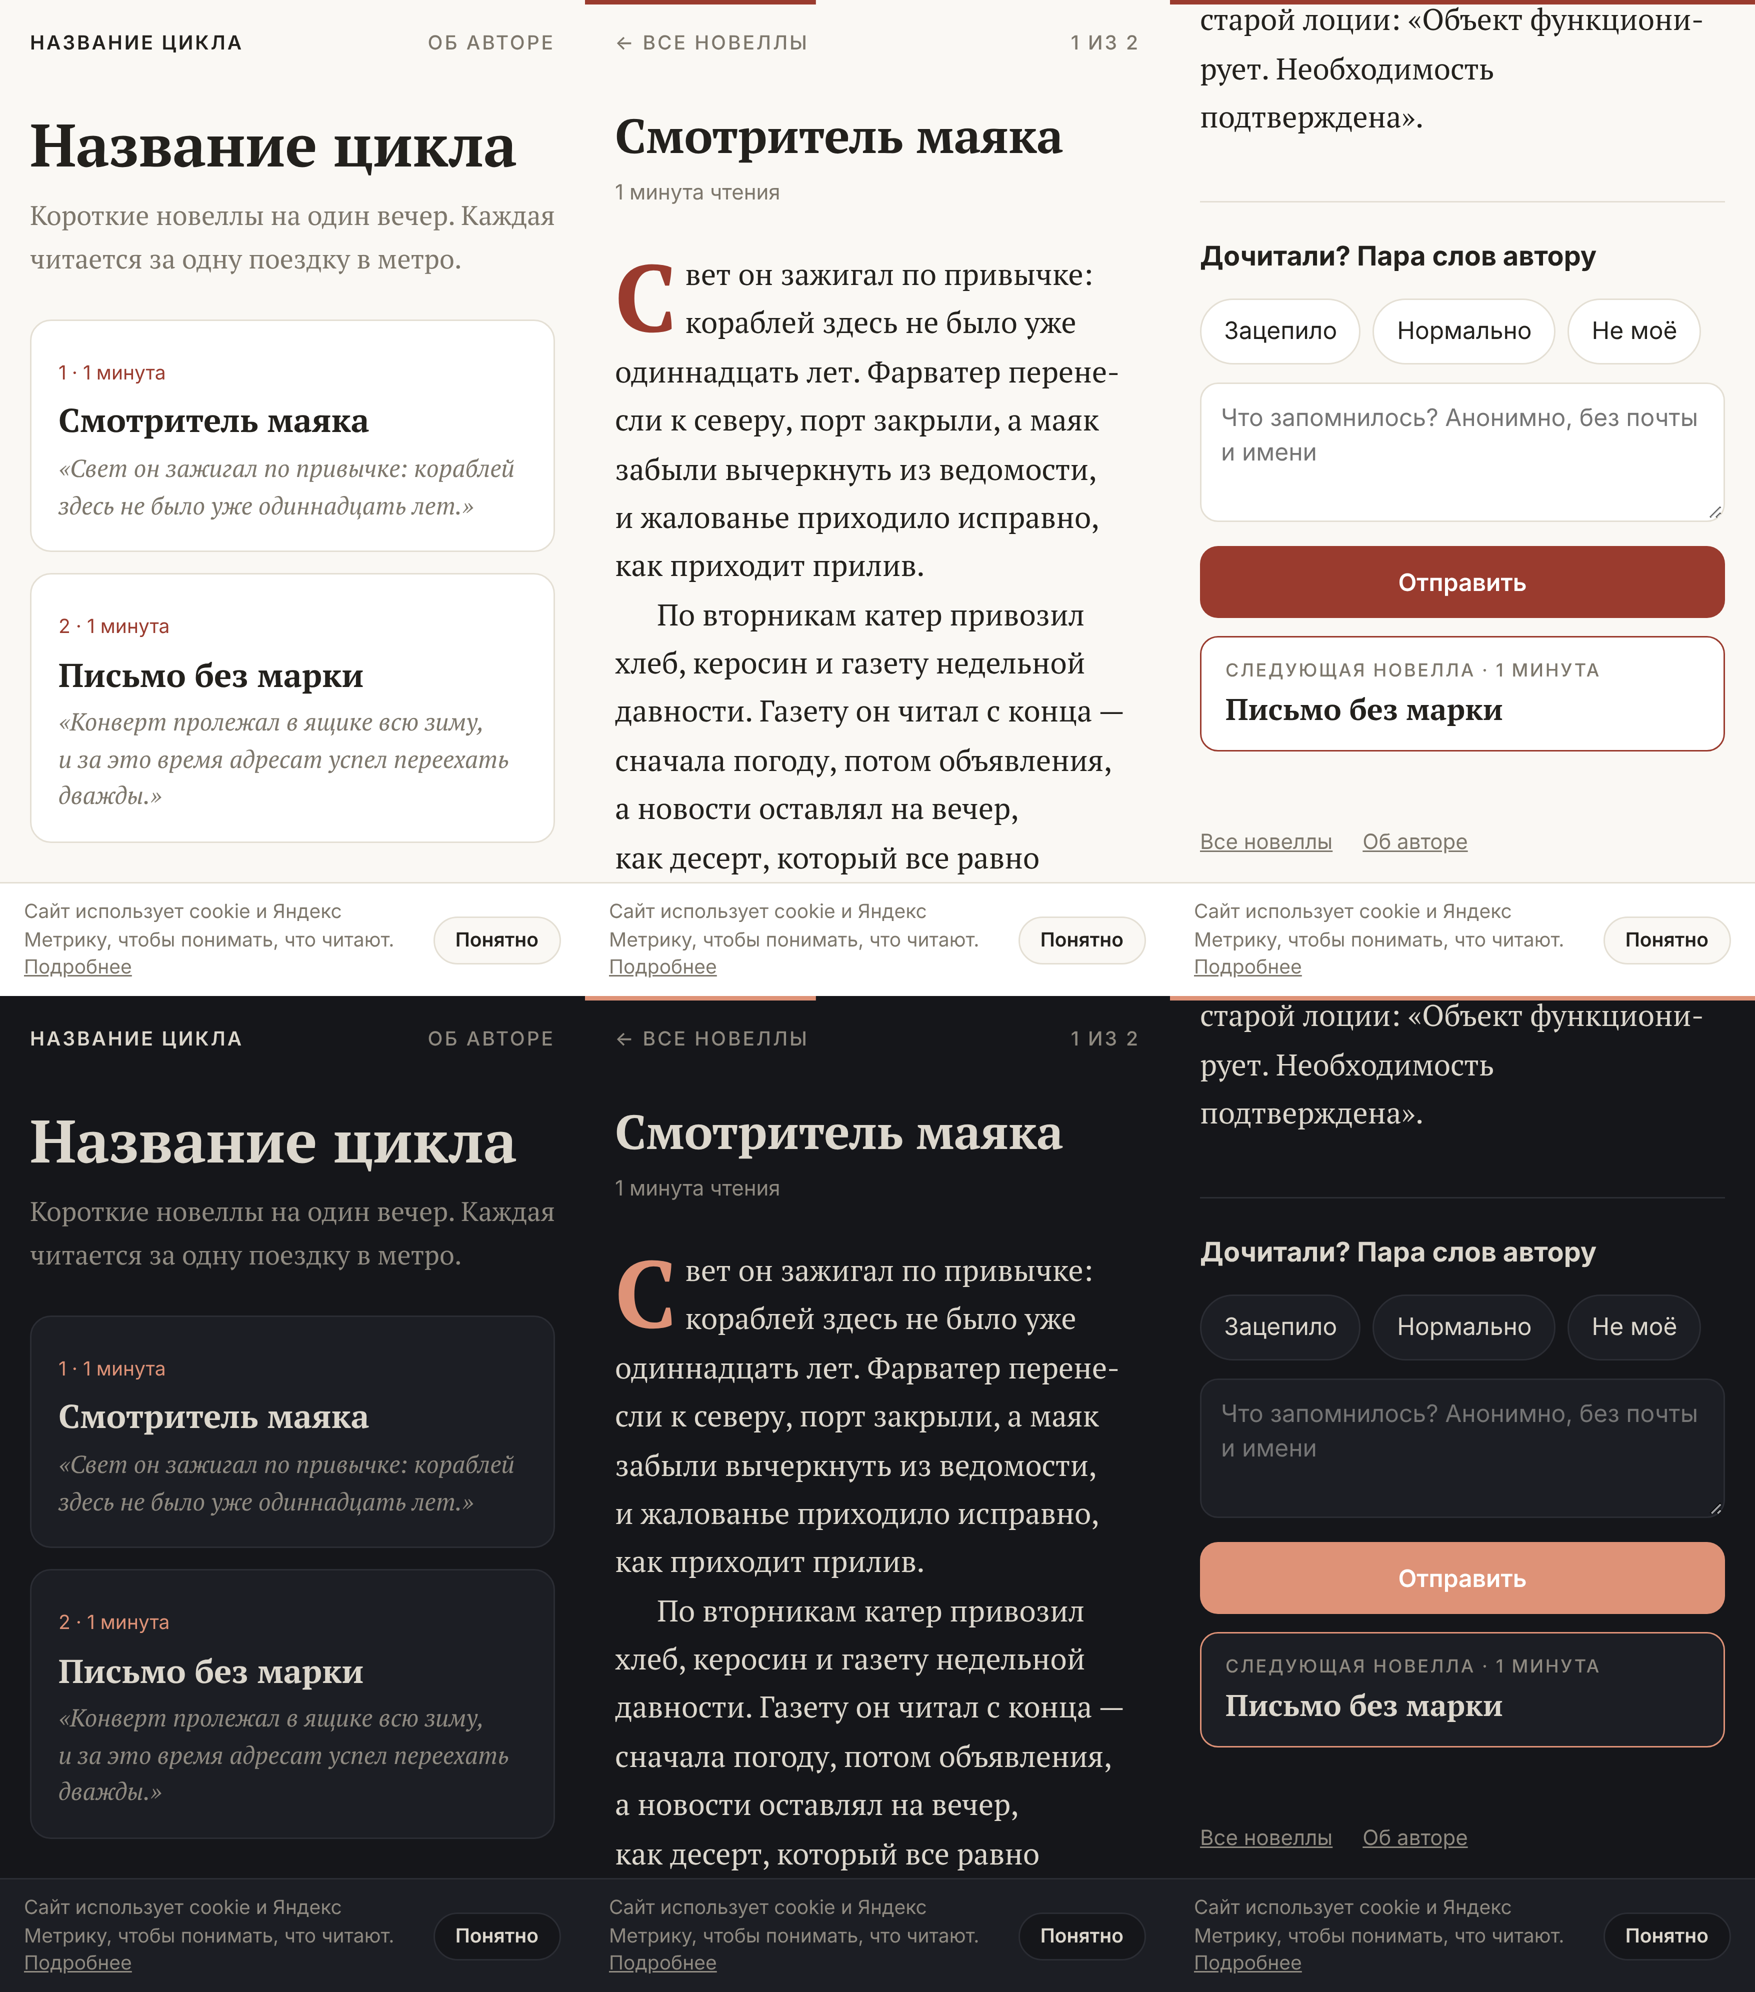 НАЗВАНИЕ ЦИКЛА
ОБ АВТОРЕ
Название цикла
Короткие новеллы на один вечер. Каждая
читается за одну поездку в метро.
1 · 1 минута
Смотритель маяка
«Свет он зажигал по привычке: кораблей
здесь не было уже одиннадцать лет.»
2 · 1 минута
Письмо без марки
«Конверт пролежал в ящике всю зиму,
и за это время адресат успел переехать
дважды.»
Сайт использует cookie и Яндекс
Метрику, чтобы понимать, что читают.
Подробнее
Понятно
← ВСЕ НОВЕЛЛЫ
1 ИЗ 2
Смотритель маяка
1 минута чтения
Свет он зажигал по привычке:
кораблей здесь не было уже
одиннадцать лет. Фарватер перене-
сли к северу, порт закрыли, а маяк
забыли вычеркнуть из ведомости,
и жалованье приходило исправно,
как приходит прилив.
По вторникам катер привозил
хлеб, керосин и газету недельной
давности. Газету он читал с конца —
сначала погоду, потом объявления,
а новости оставлял на вечер,
как десерт, который все равно
Сайт использует cookie и Яндекс
Метрику, чтобы понимать, что читают.
Подробнее
Понятно
старой лоции: «Объект функциони-
рует. Необходимость
подтверждена».
Дочитали? Пара слов автору
Зацепило
Нормально
Не моё
Что запомнилось? Анонимно, без почты
и имени
Отправить
СЛЕДУЮЩАЯ НОВЕЛЛА · 1 МИНУТА
Письмо без марки
Все новеллы
Об авторе
Сайт использует cookie и Яндекс
Метрику, чтобы понимать, что читают.
Подробнее
Понятно
НАЗВАНИЕ ЦИКЛА
ОБ АВТОРЕ
Название цикла
Короткие новеллы на один вечер. Каждая
читается за одну поездку в метро.
1 · 1 минута
Смотритель маяка
«Свет он зажигал по привычке: кораблей
здесь не было уже одиннадцать лет.»
2 · 1 минута
Письмо без марки
«Конверт пролежал в ящике всю зиму,
и за это время адресат успел переехать
дважды.»
Сайт использует cookie и Яндекс
Метрику, чтобы понимать, что читают.
Подробнее
Понятно
← ВСЕ НОВЕЛЛЫ
1 ИЗ 2
Смотритель маяка
1 минута чтения
Свет он зажигал по привычке:
кораблей здесь не было уже
одиннадцать лет. Фарватер перене-
сли к северу, порт закрыли, а маяк
забыли вычеркнуть из ведомости,
и жалованье приходило исправно,
как приходит прилив.
По вторникам катер привозил
хлеб, керосин и газету недельной
давности. Газету он читал с конца —
сначала погоду, потом объявления,
а новости оставлял на вечер,
как десерт, который все равно
Сайт использует cookie и Яндекс
Метрику, чтобы понимать, что читают.
Подробнее
Понятно
старой лоции: «Объект функциони-
рует. Необходимость
подтверждена».
Дочитали? Пара слов автору
Зацепило
Нормально
Не моё
Что запомнилось? Анонимно, без почты
и имени
Отправить
СЛЕДУЮЩАЯ НОВЕЛЛА · 1 МИНУТА
Письмо без марки
Все новеллы
Об авторе
Сайт использует cookie и Яндекс
Метрику, чтобы понимать, что читают.
Подробнее
Понятно